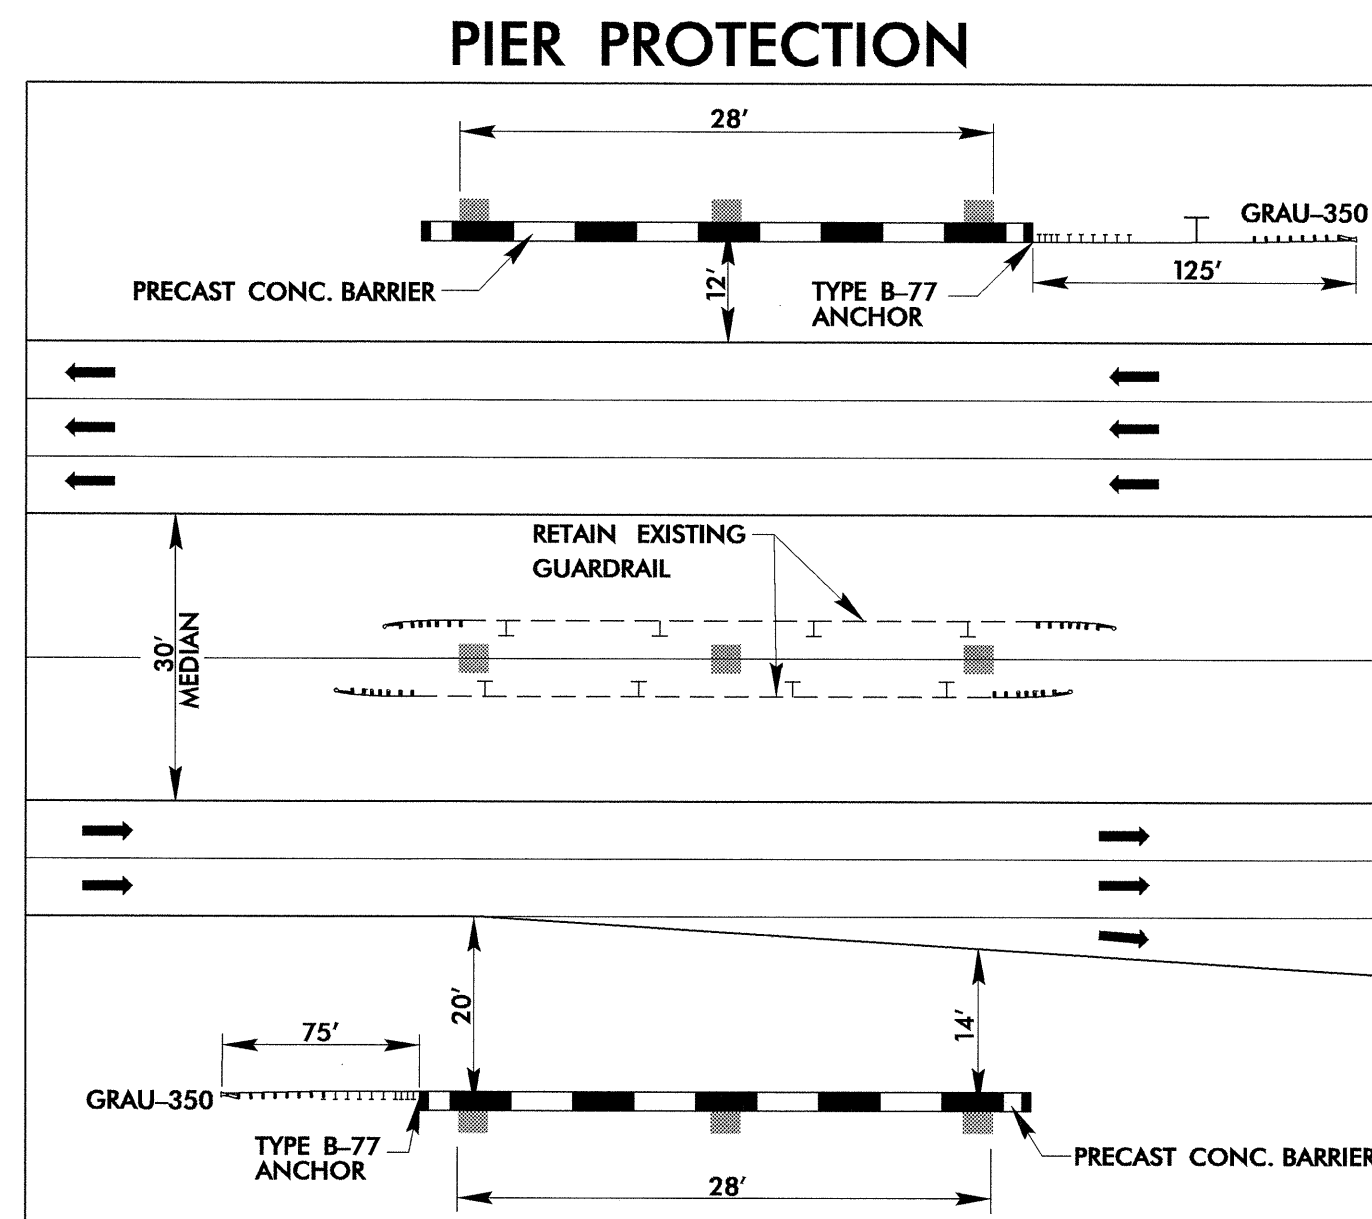 PIER PROTECTION
28'
GRAU-350
PRECAST CONC. BARRIER
12'
TYPE B-77
ANCHOR
125'
RETAIN EXISTING
GUARDRAIL
30'
MEDIAN
20'
14'
75'
GRAU-350
TYPE B-77
ANCHOR
PRECAST CONC. BARRIER
28'